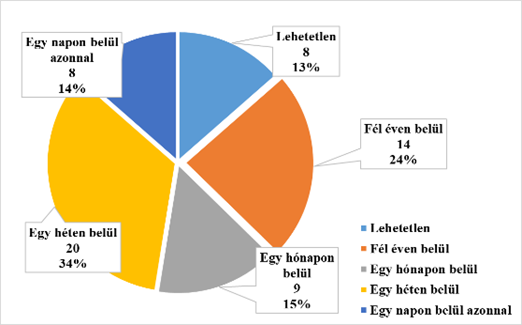 Lehetetlen
8
13%
Egy napon belül
azonnal
8
14%
Fél éven belül
14
24%
Egy héten belül
20
34%
Egy hónapon
belül
9
15%
Lehetetlen
Fél éven belül
Egy hónapon belül
Egy héten belül
Egy napon belül azonnal